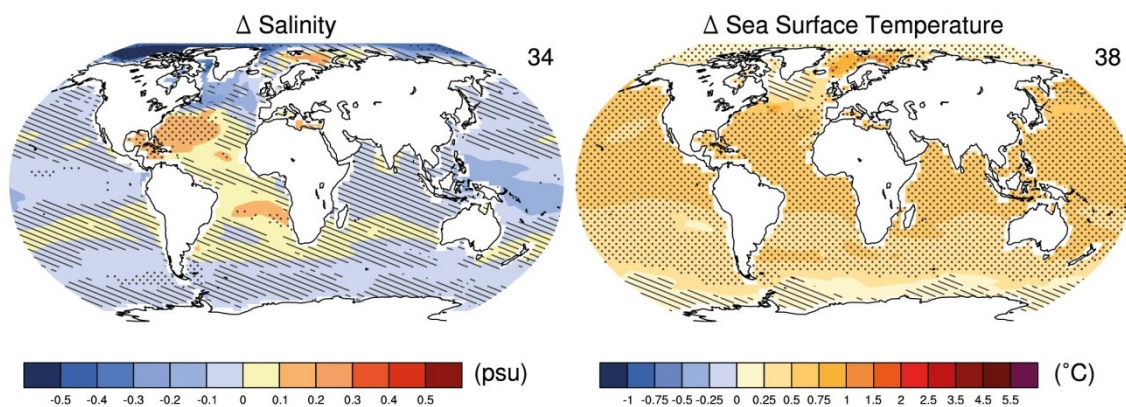 Δ Salinity
34
-0.5 -0.4 -0.3 -0.2 -0.1 0 0.1 0.2 0.3 0.4 0.5
(psu)
Δ Sea Surface Temperature
38
-1 -0.75 -0.5 -0.25 0 0.25 0.5 0.75 1 1.5 2 2.5 3.5 4.5 5.5
(°C)